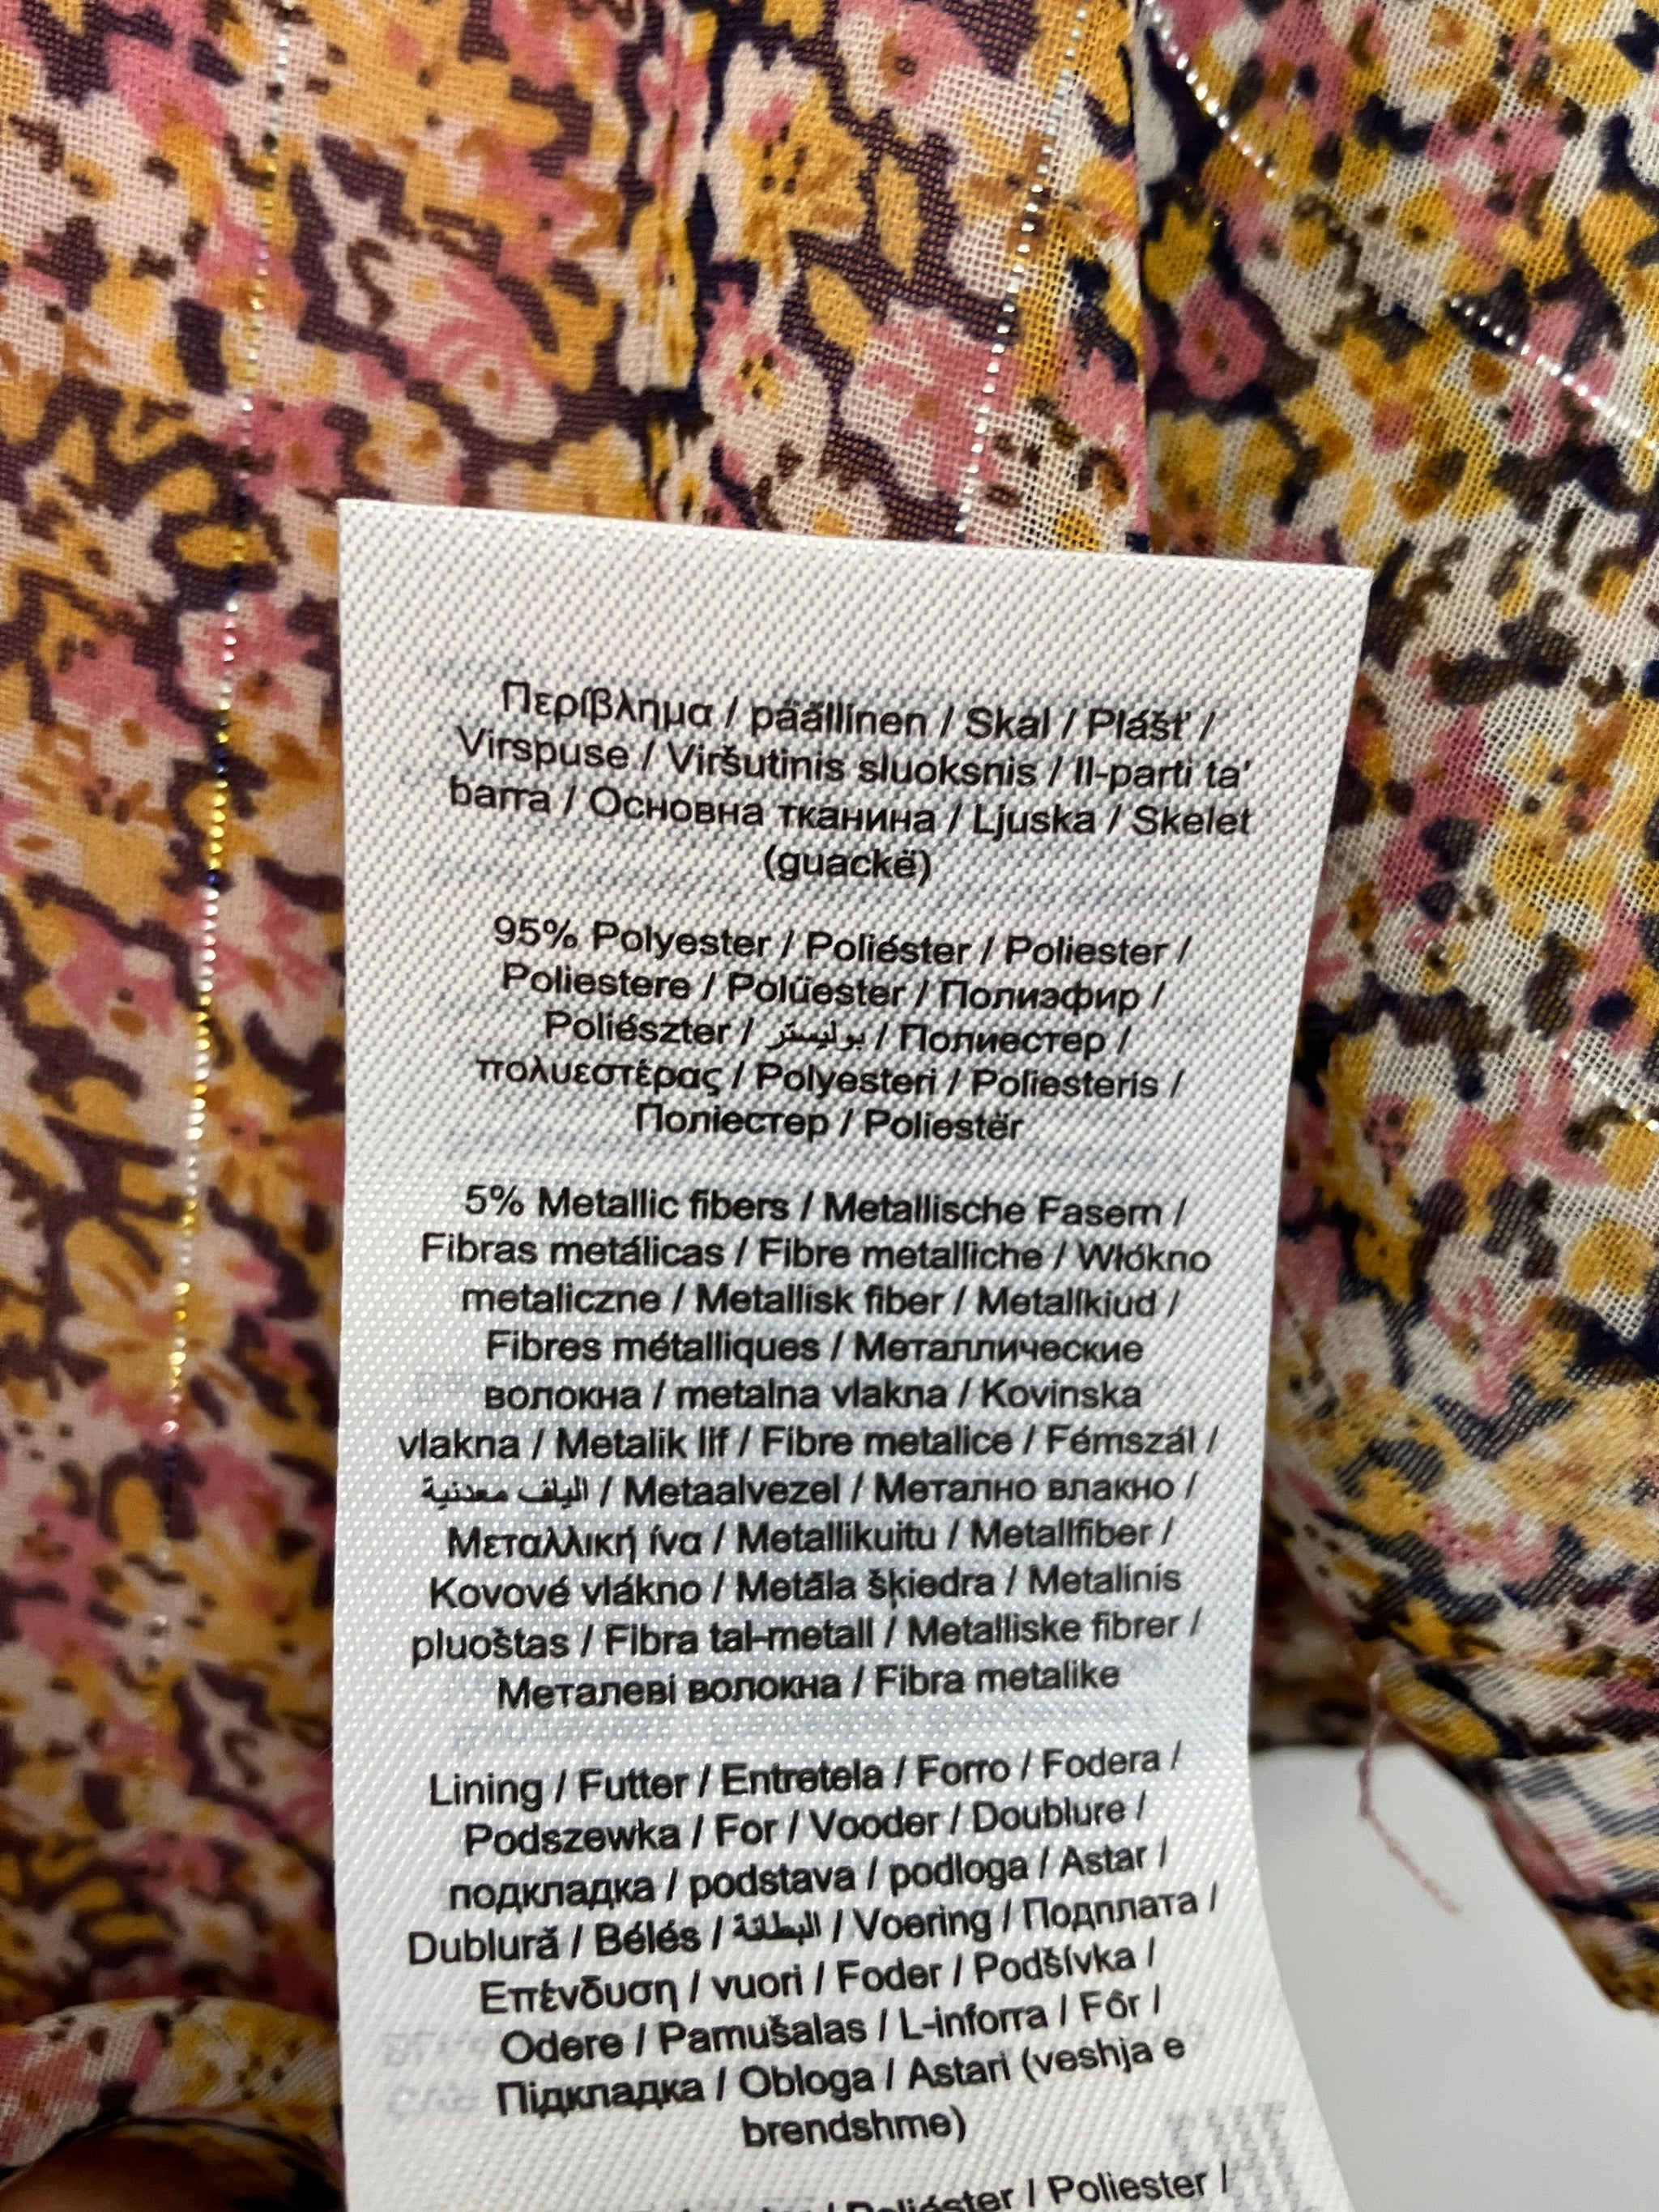 Περίβλημα / päällinen / Skal / Plášť /
Virspuse / Viršutinis sluoksnis / Il-parti ta'
barra / Основна тканина / Ljuska / Skelet
(guackë)
95% Polyester / Poliéster / Poliester /
Poliestere / Polüester / Полиэфир /
Poliészter / بوليستر / Полиестер /
πολυεστέρας / Polyesteri / Poliesteris /
Поліестер / Poliestër
5% Metallic fibers / Metallische Fasern /
Fibras metálicas / Fibre metalliche / Włókno
metaliczne / Metallisk fiber / Metallkiud /
Fibres métalliques / Металлические
волокна / metalna vlakna / Kovinska
vlakna / Metalik lif / Fibre metalice / Fémszál /
الياف معدنية / Metaalvezel / Метално влакно /
Μεταλλική ίνα / Metallikuitu / Metallfiber /
Kovové vlákno / Metāla šķiedra / Metalinis
pluoštas / Fibra tal-metall / Metalliske fibrer /
Металеві волокна / Fibra metalike
Lining / Futter / Entretela / Forro / Fodera /
Podszewka / For / Vooder / Doublure /
подкладка / podstava / podloga / Astar /
Dublură / Bélés / البطانة / Voering / Подплата /
Επένδυση / vuori / Foder / Podšívka /
Odere / Pamušalas / L-inforra / Fôr /
Підкладка / Obloga / Astari (veshja e
brendshme)
/ Poliéster / Poliester /